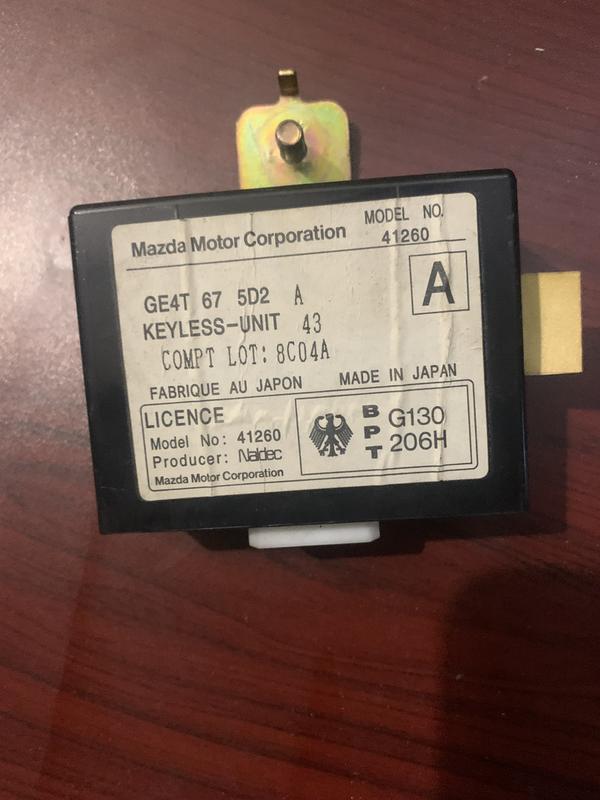 Mazda Motor Corporation
MODEL NO.
41260
A
GE4T 67 5D2 A
KEYLESS-UNIT 43
COMPT LOT: 8C04A
FABRIQUE AU JAPON MADE IN JAPAN
LICENCE
Model No: 41260
Producer: Naldec
Mazda Motor Corporation
BPT
G130
206H